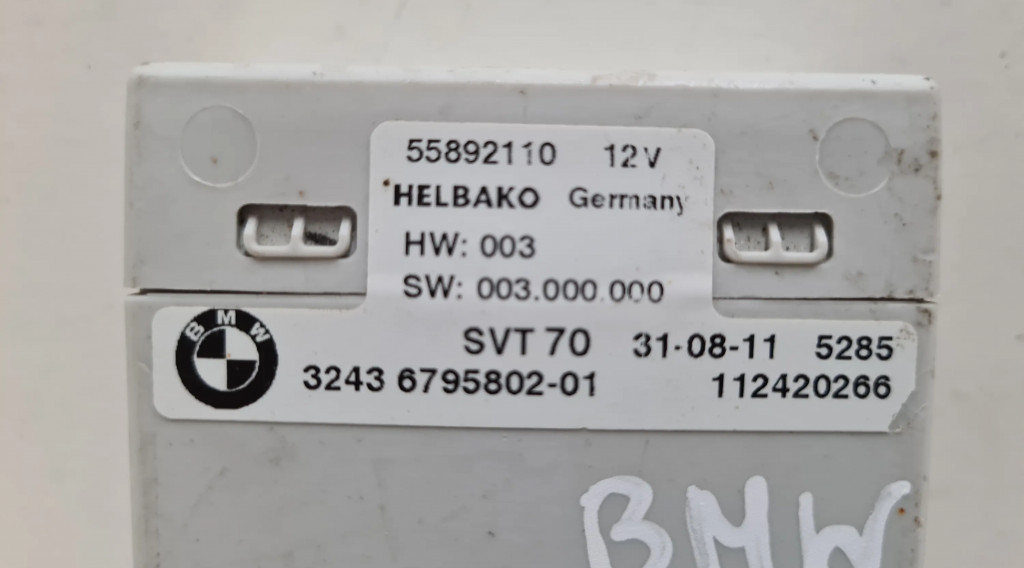 55892110 12V
HELBAKO Germany
HW: 003
SW: 003.000.000
BMW
SVT 70 31-08-11 5285
3243 6795802-01 112420266
BMW